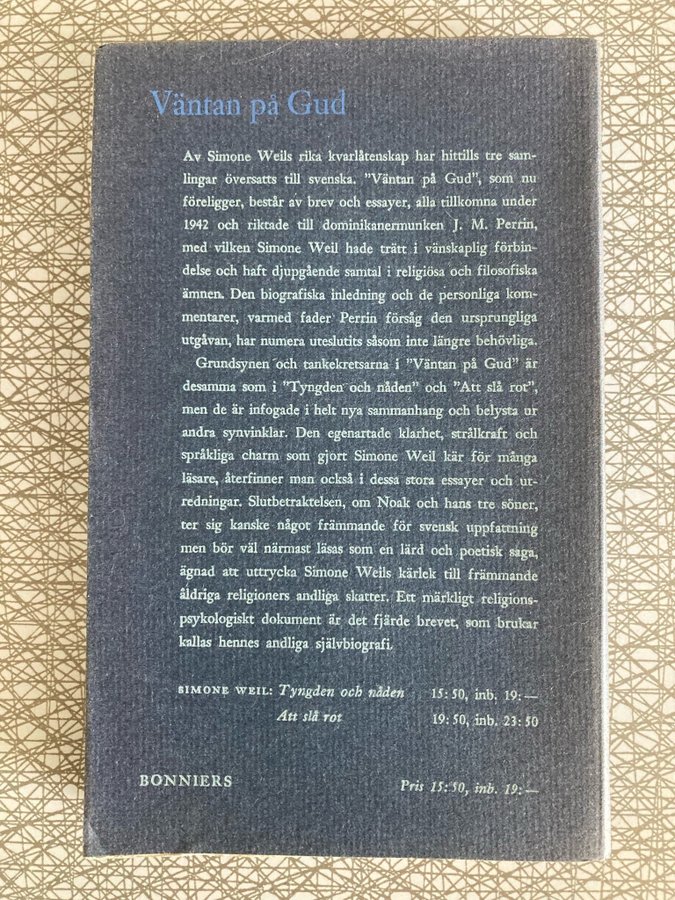 Väntan på Gud
Av Simone Weils rika kvarlåtenskap har hittills tre sam-
lingar översatts till svenska. ”Väntan på Gud”, som nu
föreligger, består av brev och essayer, alla tillkomna under
1942 och riktade till dominikanermunken J. M. Perrin,
med vilken Simone Weil hade trätt i vänskaplig förbin-
delse och haft djupgående samtal i religiösa och filosofiska
ämnen. Den biografiska inledning och de personliga kom-
mentarer, varmed fader Perrin försåg den ursprungliga
utgåvan, har numera uteslutits såsom inte längre behövliga.
Grundsynen och tankekretsarna i ”Väntan på Gud” är
desamma som i ”Tyngden och nåden” och ”Att slå rot”,
men de är infogade i helt nya sammanhang och belysta ur
andra synvinklar. Den egenartade klarhet, strålkraft och
språkliga charm som gjort Simone Weil kär för många
läsare, återfinner man också i dessa stora essayer och ut-
redningar. Slutbetraktelsen, om Noak och hans tre söner,
ter sig kanske något främmande för svensk uppfattning
men bör väl närmast läsas som en lärd och poetisk saga,
ägnad att uttrycka Simone Weils kärlek till främmande
åldriga religioners andliga skatter. Ett märkligt religions-
psykologiskt dokument är det fjärde brevet, som brukar
kallas hennes andliga självbiografi.
SIMONE WEIL: Tyngden och nåden 15:50, inb. 19:—
Att slå rot 19:50, inb. 23:50
BONNIERS
Pris 15:50, inb. 19:—